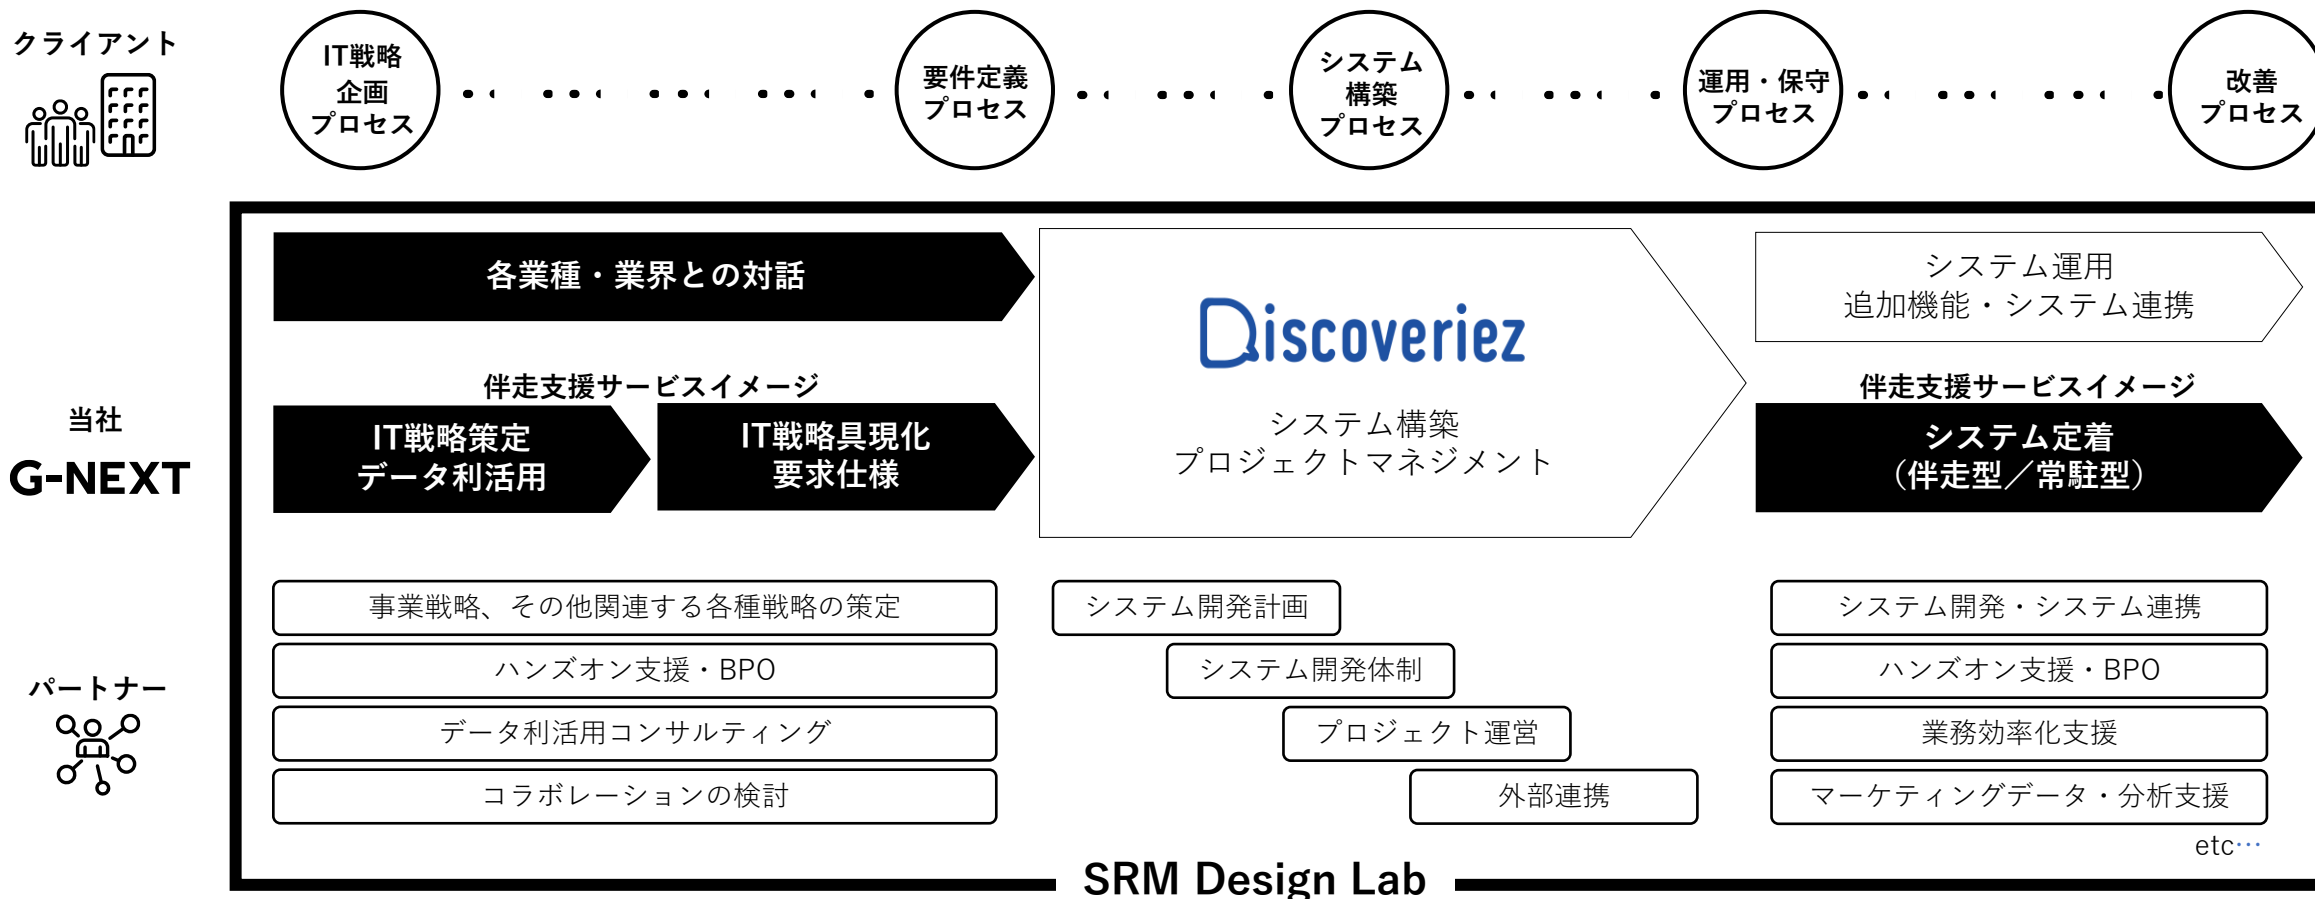 クライアント
IT戦略
企画
プロセス
要件定義
プロセス
システム
構築
プロセス
運用・保守
プロセス
改善
プロセス
当社
G-NEXT
各業種・業界との対話
伴走支援サービスイメージ
IT戦略策定
データ利活用
IT戦略具現化
要求仕様
Discoveriez
システム構築
プロジェクトマネジメント
システム運用
追加機能・システム連携
伴走支援サービスイメージ
システム定着
（伴走型／常駐型）
パートナー
事業戦略、その他関連する各種戦略の策定
ハンズオン支援・BPO
データ利活用コンサルティング
コラボレーションの検討
システム開発計画
システム開発体制
プロジェクト運営
外部連携
システム開発・システム連携
ハンズオン支援・BPO
業務効率化支援
マーケティングデータ・分析支援
etc…
SRM Design Lab